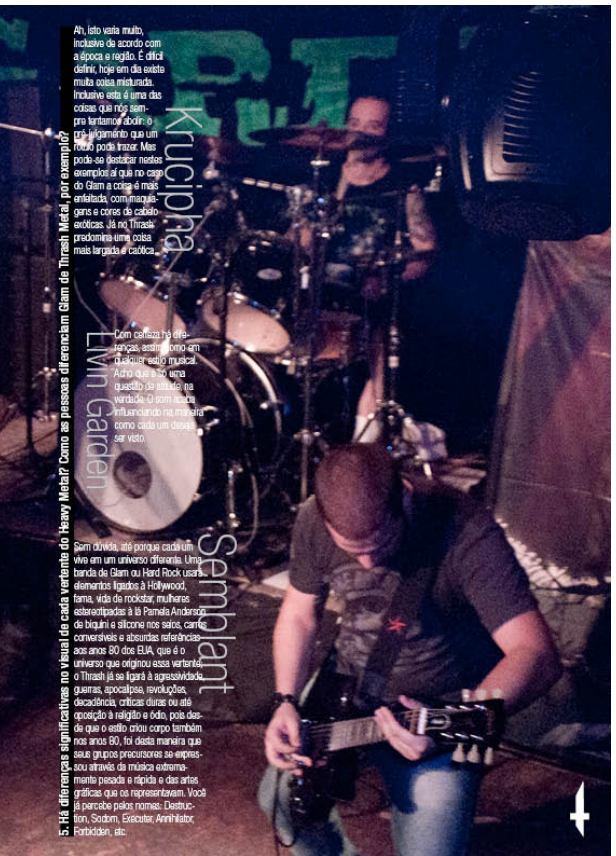 5. Há diferenças significativas no visual de cada vertente do Heavy Metal? Como as pessoas diferenciam Glam de Thrash Metal, por exemplo?
Krucipha
Ah, isto varia muito,
inclusive de acordo com
a época e região. É difícil
definir, hoje em dia existe
muita coisa misturada.
Inclusive esta é uma das
coisas que nós sem-
pre tentamos abolir: o
pré-julgamento que um
rótulo pode trazer. Mas
pode-se destacar nestes
exemplos aí que no caso
do Glam a coisa é mais
enfeitada, com maquia-
gens e cores de cabelo
exóticas. Já no Thrash
predomina uma coisa
mais largada e caótica.
Livin Garden
Com certeza há dife-
renças, assim como em
qualquer estilo musical.
Acho que é só uma
questão de atitude, na
verdade. O som acaba
influenciando na maneira
como cada um deseja
ser visto.
Semblant
Sem dúvida, até porque cada um
vive em um universo diferente. Uma
banda de Glam ou Hard Rock usará
elementos ligados à Hollywood,
fama, vida de rockstar, mulheres
estereotipadas à lá Pamela Anderson
de biquíni e silicone nos seios, carros
conversíveis e absurdas referências
aos anos 80 dos EUA, que é o
universo que originou essa vertente;
o Thrash já se ligará à agressividade,
guerras, apocalipse, revoluções,
decadência, críticas duras ou até
oposição à religião e ódio, pois des-
de que o estilo criou corpo também
nos anos 80, foi desta maneira que
seus grupos precursores se expres-
sou através da música extrema-
mente pesada e rápida e das artes
gráficas que os representavam. Você
já percebe pelos nomes: Destruc-
tion, Sodom, Executer, Annihilator,
Forbidden, etc.